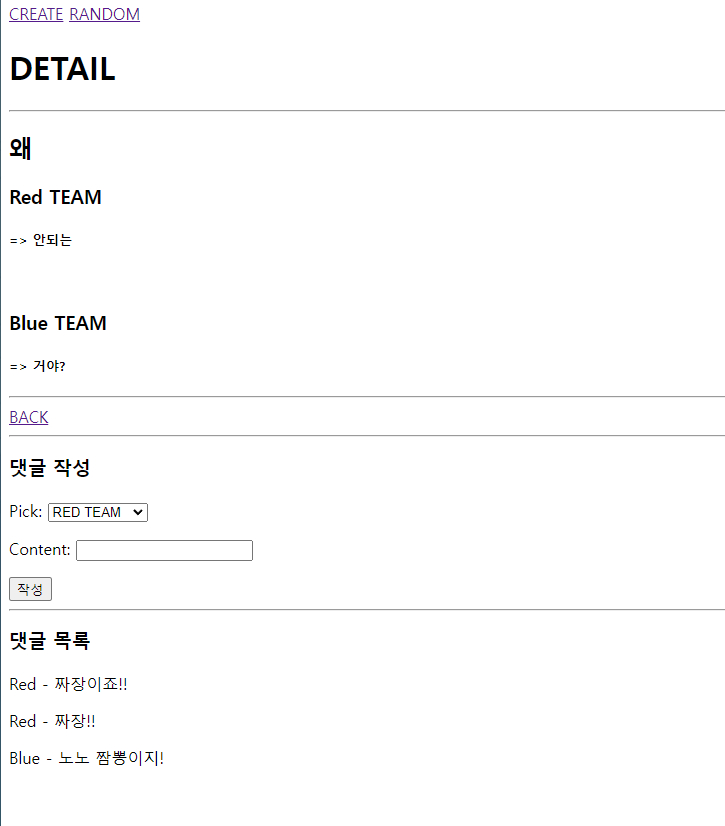 CREATE RANDOM
DETAIL
왜
Red TEAM
=> 안되는
Blue TEAM
=> 거야?
BACK
댓글 작성
Pick: RED TEAM
Content:
작성
댓글 목록
Red - 짜장이죠!!
Red - 짜장!!
Blue - 노노 짬뽕이지!